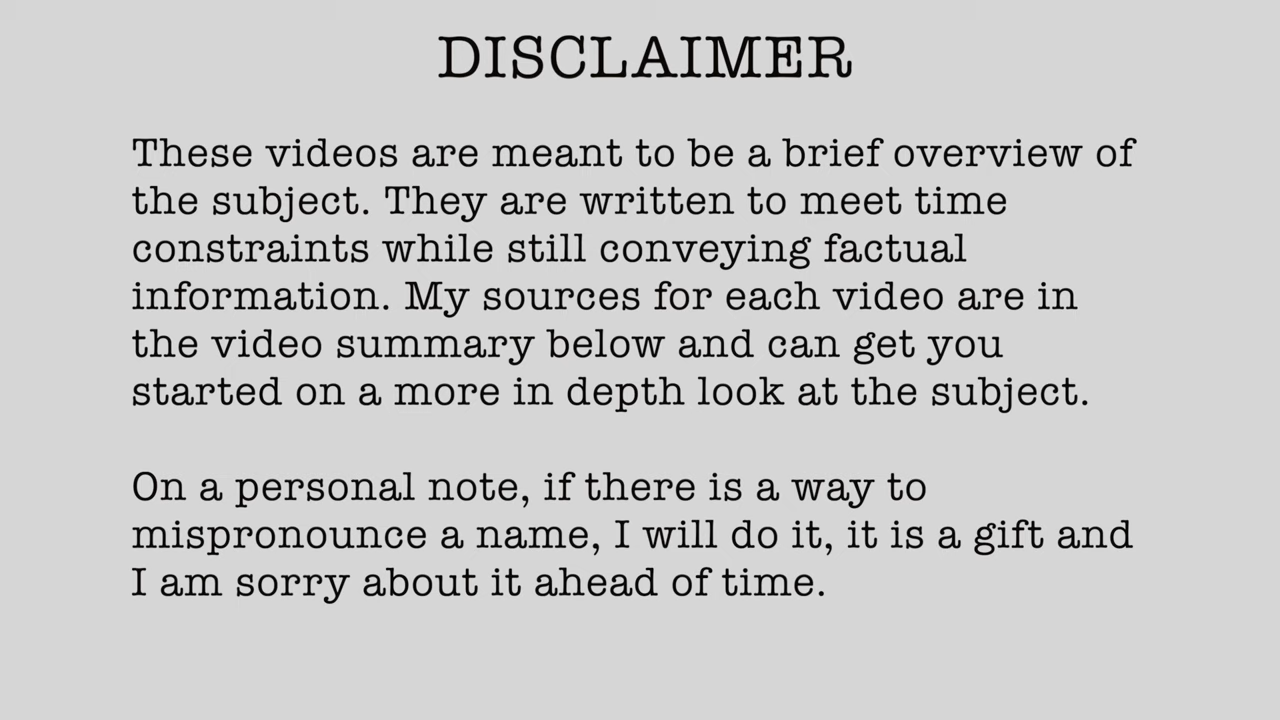 DISCLAIMER
These videos are meant to be a brief overview of
the subject. They are written to meet time
constraints while still conveying factual
information. My sources for each video are in
the video summary below and can get you
started on a more in depth look at the subject.
On a personal note, if there is a way to
mispronounce a name, I will do it, it is a gift and
I am sorry about it ahead of time.